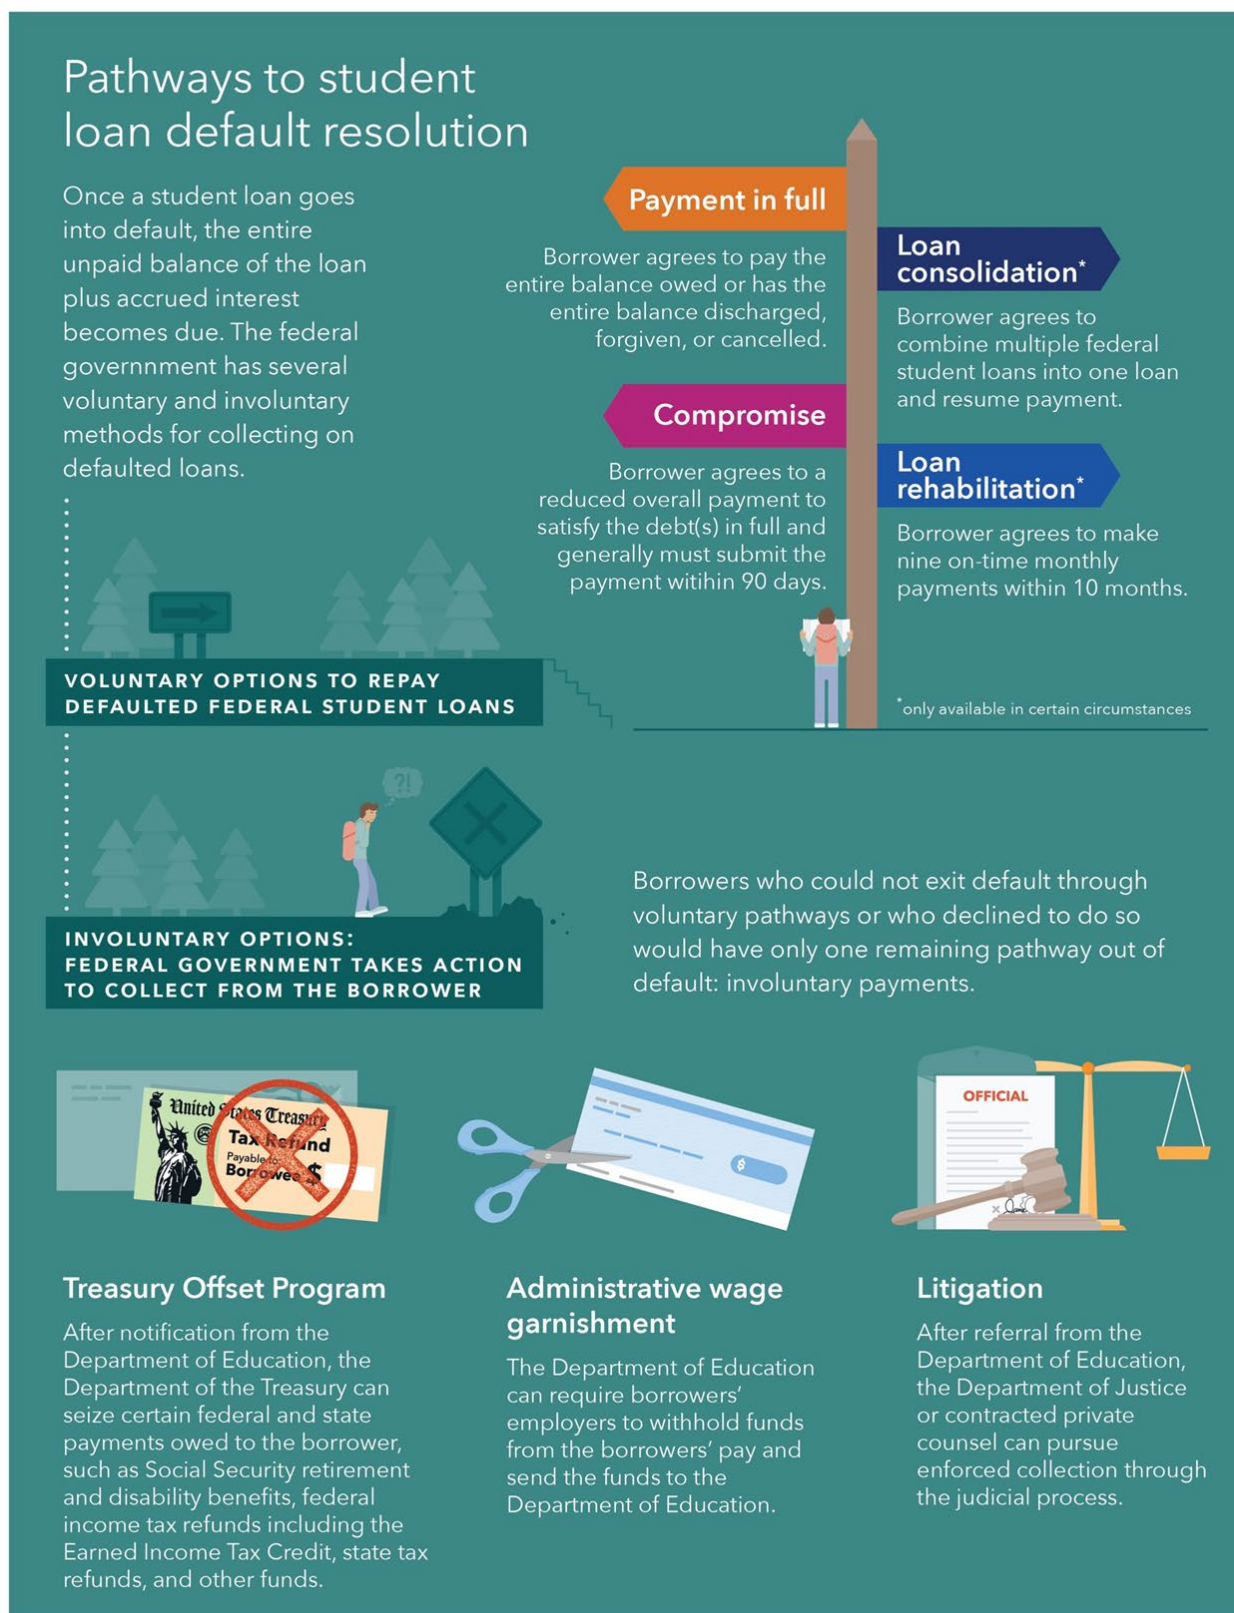 Pathways to student
loan default resolution
Once a student loan goes
into default, the entire
unpaid balance of the loan
plus accrued interest
becomes due. The federal
governnment has several
voluntary and involuntary
methods for collecting on
defaulted loans.
Payment in full
Borrower agrees to pay the
entire balance owed or has the
entire balance discharged,
forgiven, or cancelled.
Loan
consolidation*
Borrower agrees to
combine multiple federal
student loans into one loan
and resume payment.
Compromise
Borrower agrees to a
reduced overall payment to
satisfy the debt(s) in full and
generally must submit the
payment witihin 90 days.
Loan
rehabilitation*
Borrower agrees to make
nine on-time monthly
payments within 10 months.
*only available in certain circumstances
VOLUNTARY OPTIONS TO REPAY
DEFAULTED FEDERAL STUDENT LOANS
?!
INVOLUNTARY OPTIONS:
FEDERAL GOVERNMENT TAKES ACTION
TO COLLECT FROM THE BORROWER
Borrowers who could not exit default through
voluntary pathways or who declined to do so
would have only one remaining pathway out of
default: involuntary payments.
United States Treasury
Tax Refund
Payable to:
Borrower $
$
OFFICIAL
x
Treasury Offset Program
After notification from the
Department of Education, the
Department of the Treasury can
seize certain federal and state
payments owed to the borrower,
such as Social Security retirement
and disability benefits, federal
income tax refunds including the
Earned Income Tax Credit, state tax
refunds, and other funds.
Administrative wage
garnishment
The Department of Education
can require borrowers'
employers to withhold funds
from the borrowers' pay and
send the funds to the
Department of Education.
Litigation
After referral from the
Department of Education,
the Department of Justice
or contracted private
counsel can pursue
enforced collection through
the judicial process.